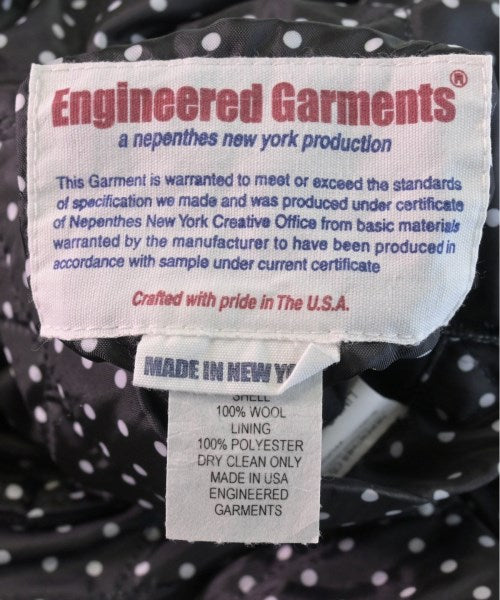 Engineered Garments®
a nepenthes new york production
This Garment is warranted to meet or exceed the standards
of specification we made and was produced under certificate
of Nepenthes New York Creative Office from basic materials
warranted by the manufacturer to have been produced in
accordance with sample under current certificate
Crafted with pride in The U.S.A.
MADE IN NEW Y
SHELL
100% WOOL
LINING
100% POLYESTER
DRY CLEAN ONLY
MADE IN USA
ENGINEERED
GARMENTS